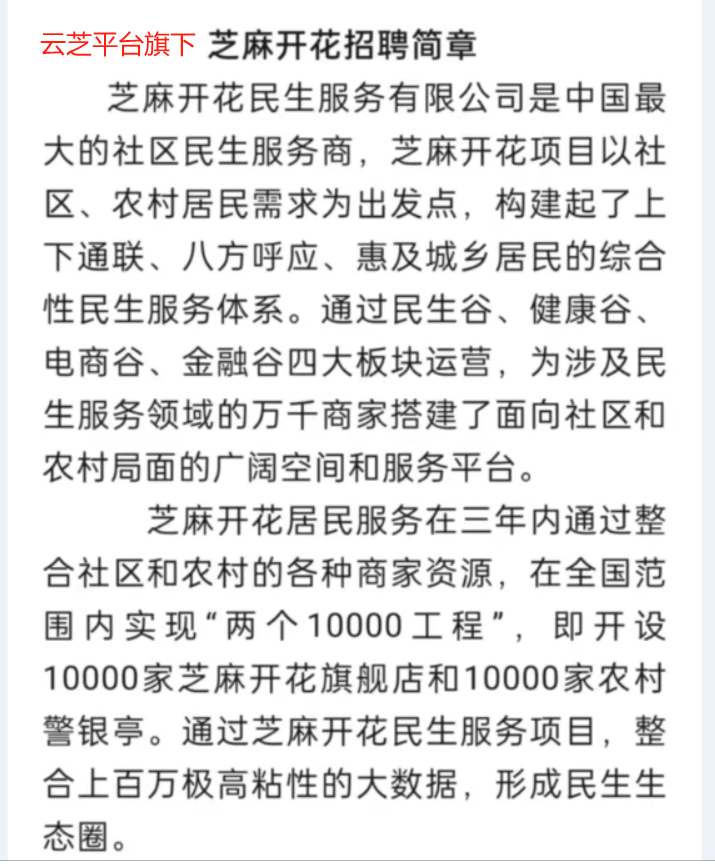 云芝平台旗下 芝麻开花招聘简章
芝麻开花民生服务有限公司是中国最
大的社区民生服务商，芝麻开花项目以社
区、农村居民需求为出发点，构建起了上
下通联、八方呼应、惠及城乡居民的综合
性民生服务体系。通过民生谷、健康谷、
电商谷、金融谷四大板块运营，为涉及民
生服务领域的万千商家搭建了面向社区和
农村局面的广阔空间和服务平台。
芝麻开花居民服务在三年内通过整
合社区和农村的各种商家资源，在全国范
围内实现“两个10000工程”，即开设
10000家芝麻开花旗舰店和10000家农村
警银亭。通过芝麻开花民生服务项目，整
合上百万极高粘性的大数据，形成民生生
态圈。